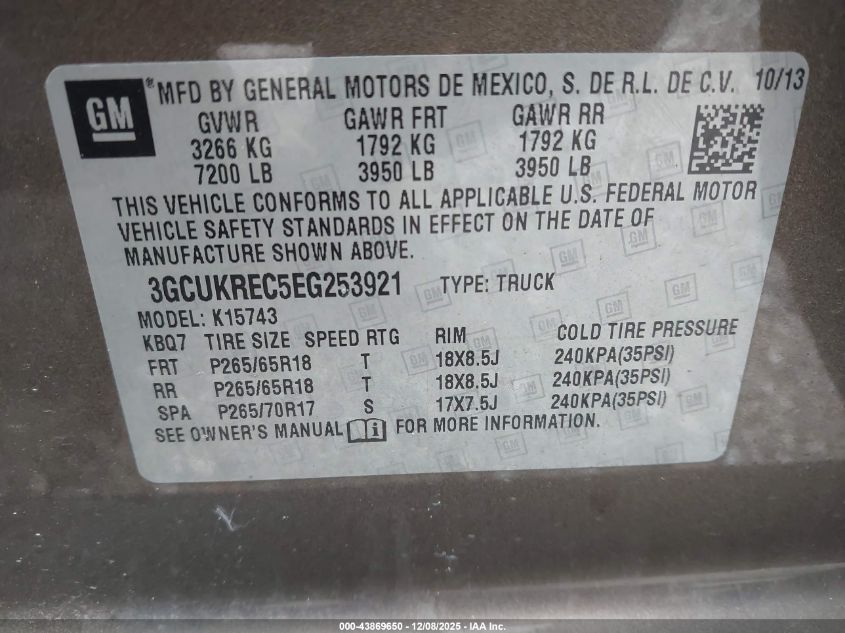 GM ® MFD BY GENERAL MOTORS DE MEXICO, S. DE R.L. DE C.V. 10/13
GVWR GAWR FRT GAWR RR
3266 KG 1792 KG 1792 KG
7200 LB 3950 LB 3950 LB
THIS VEHICLE CONFORMS TO ALL APPLICABLE U.S. FEDERAL MOTOR
VEHICLE SAFETY STANDARDS IN EFFECT ON THE DATE OF
MANUFACTURE SHOWN ABOVE.
3GCUKREC5EG253921 TYPE: TRUCK
MODEL: K15743
KBQ7 TIRE SIZE SPEED RTG RIM COLD TIRE PRESSURE
FRT P265/65R18 T 18X8.5J 240KPA(35PSI)
RR P265/65R18 T 18X8.5J 240KPA(35PSI)
SPA P265/70R17 S 17X7.5J 240KPA(35PSI)
SEE OWNER'S MANUAL i FOR MORE INFORMATION.
000-43869650 - 12/08/2025 - IAA Inc.